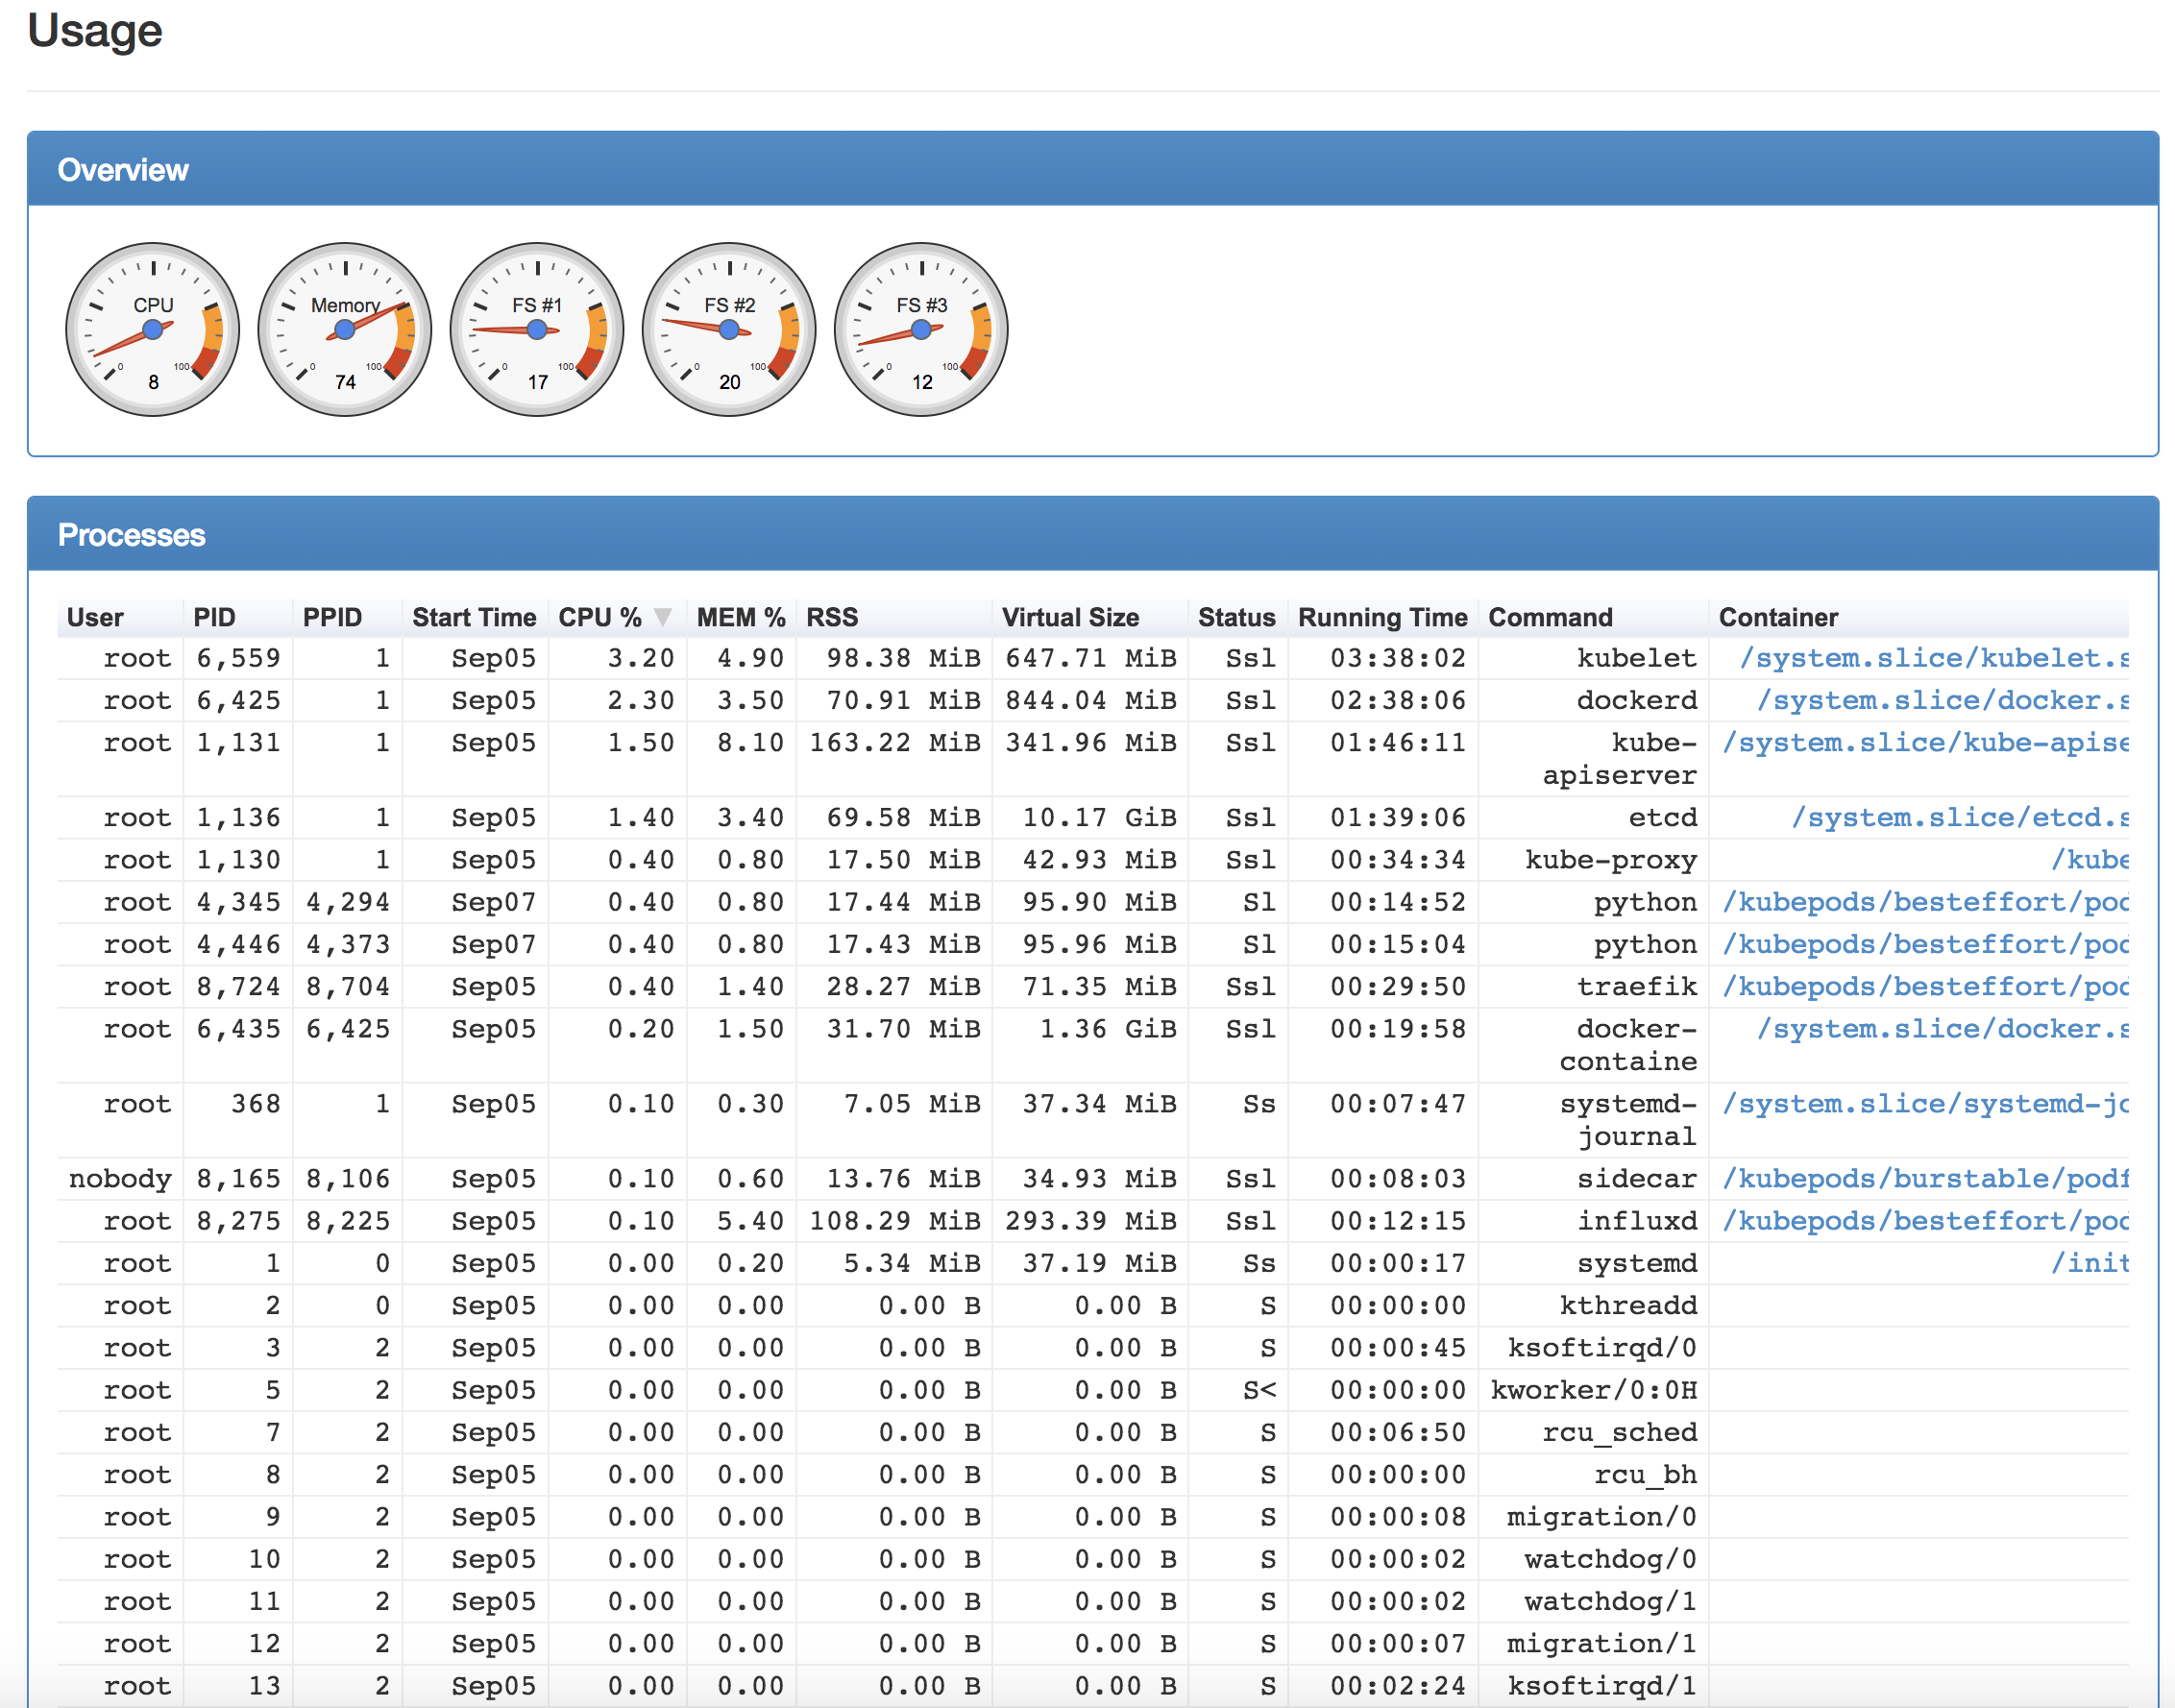 Usage
Overview
CPU
0 100
8
Memory
0 100
74
FS #1
0 100
17
FS #2
0 100
20
FS #3
0 100
12
Processes
User PID PPID Start Time CPU % MEM % RSS Virtual Size Status Running Time Command Container
root 6,559 1 Sep05 3.20 4.90 98.38 MiB 647.71 MiB Ssl 03:38:02 kubelet /system.slice/kubelet.s
root 6,425 1 Sep05 2.30 3.50 70.91 MiB 844.04 MiB Ssl 02:38:06 dockerd /system.slice/docker.s
root 1,131 1 Sep05 1.50 8.10 163.22 MiB 341.96 MiB Ssl 01:46:11 kube- /system.slice/kube-apise
apiserver
root 1,136 1 Sep05 1.40 3.40 69.58 MiB 10.17 GiB Ssl 01:39:06 etcd /system.slice/etcd.s
root 1,130 1 Sep05 0.40 0.80 17.50 MiB 42.93 MiB Ssl 00:34:34 kube-proxy /kube
root 4,345 4,294 Sep07 0.40 0.80 17.44 MiB 95.90 MiB Sl 00:14:52 python /kubepods/besteffort/pod
root 4,446 4,373 Sep07 0.40 0.80 17.43 MiB 95.96 MiB Sl 00:15:04 python /kubepods/besteffort/pod
root 8,724 8,704 Sep05 0.40 1.40 28.27 MiB 71.35 MiB Ssl 00:29:50 traefik /kubepods/besteffort/pod
root 6,435 6,425 Sep05 0.20 1.50 31.70 MiB 1.36 GiB Ssl 00:19:58 docker- /system.slice/docker.s
containe
root 368 1 Sep05 0.10 0.30 7.05 MiB 37.34 MiB Ss 00:07:47 systemd- /system.slice/systemd-jo
journal
nobody 8,165 8,106 Sep05 0.10 0.60 13.76 MiB 34.93 MiB Ssl 00:08:03 sidecar /kubepods/burstable/podf
root 8,275 8,225 Sep05 0.10 5.40 108.29 MiB 293.39 MiB Ssl 00:12:15 influxd /kubepods/besteffort/pod
root 1 0 Sep05 0.00 0.20 5.34 MiB 37.19 MiB Ss 00:00:17 systemd /init
root 2 0 Sep05 0.00 0.00 0.00 B 0.00 B S 00:00:00 kthreadd
root 3 2 Sep05 0.00 0.00 0.00 B 0.00 B S 00:00:45 ksoftirqd/0
root 5 2 Sep05 0.00 0.00 0.00 B 0.00 B S< 00:00:00 kworker/0:0H
root 7 2 Sep05 0.00 0.00 0.00 B 0.00 B S 00:06:50 rcu_sched
root 8 2 Sep05 0.00 0.00 0.00 B 0.00 B S 00:00:00 rcu_bh
root 9 2 Sep05 0.00 0.00 0.00 B 0.00 B S 00:00:08 migration/0
root 10 2 Sep05 0.00 0.00 0.00 B 0.00 B S 00:00:02 watchdog/0
root 11 2 Sep05 0.00 0.00 0.00 B 0.00 B S 00:00:02 watchdog/1
root 12 2 Sep05 0.00 0.00 0.00 B 0.00 B S 00:00:07 migration/1
root 13 2 Sep05 0.00 0.00 0.00 B 0.00 B S 00:02:24 ksoftirqd/1